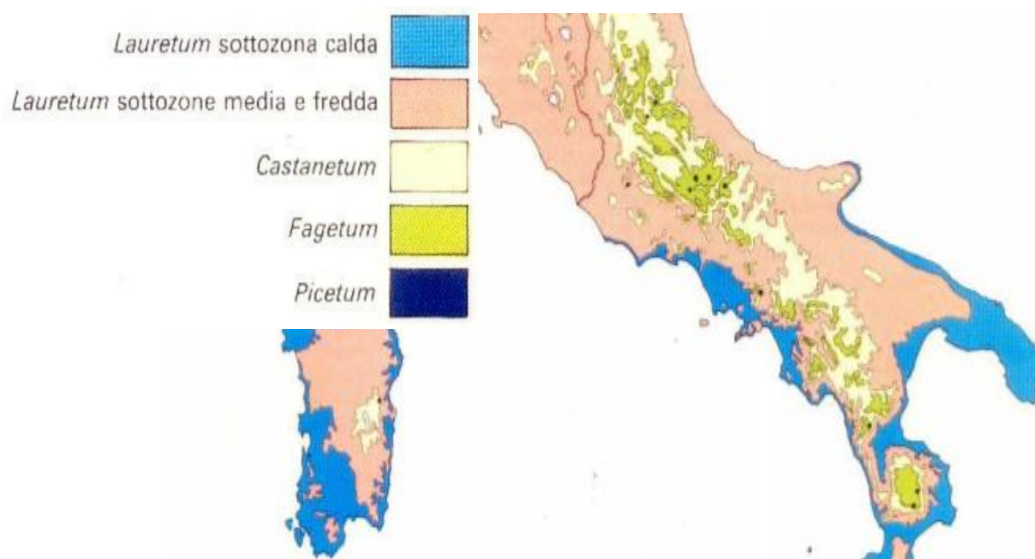 Lauretum sottozona calda
Lauretum sottozone media e fredda
Castanetum
Fagetum
Picetum